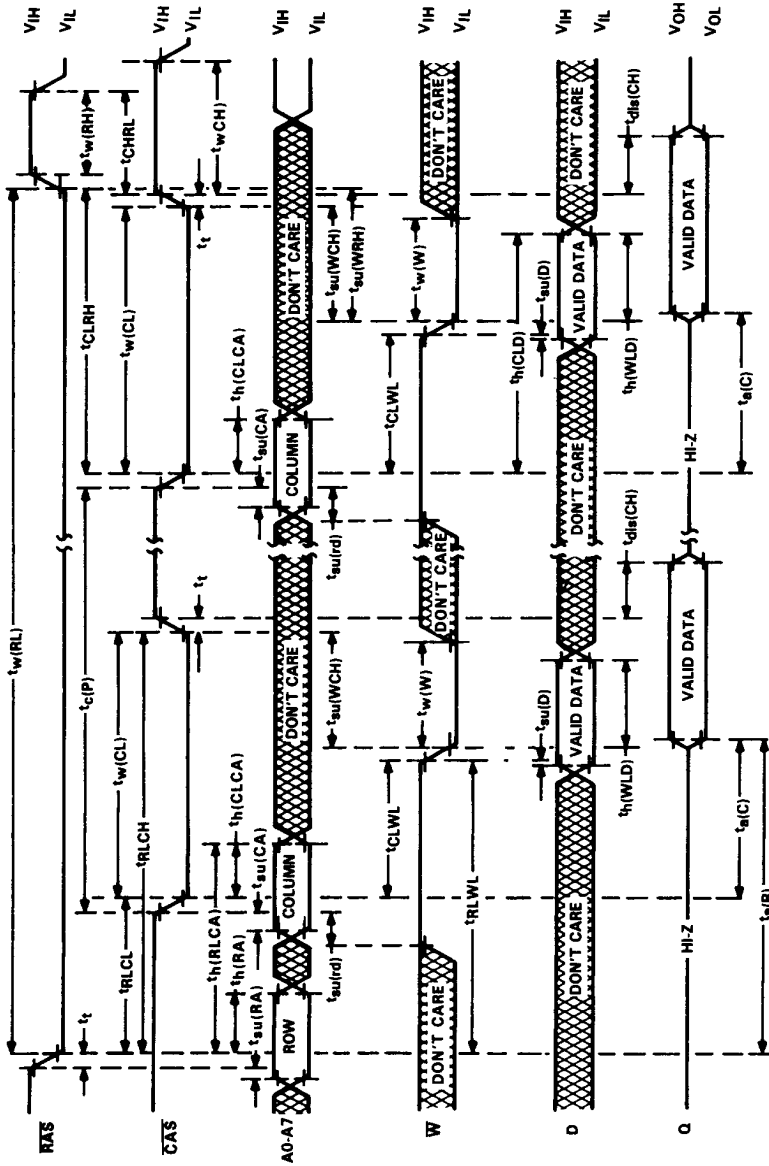 RAS
VIH
VIL
tw(RL)
tt
tRLCL
tRLCH
tc(P)
tw(CL)
tCLRH
tw(CL)
tt
tw(RH)
tCHRL
twCH)
CAS
VIH
VIL
tt
th(RLCA)
th(RA)
tsu(RA)
th(CLCA)
tsu(CA)
th(CLCA)
tsu(CA)
A0-A7
ROW
COLUMN
DON'T CARE
COLUMN
DON'T CARE
VIH
VIL
tsu(rd)
tsu(WCH)
tsu(rd)
tsu(WCH)
tsu(WRH)
tRLWL
tCLWL
tw(W)
tCLWL
tw(W)
W
DON'T CARE
DON'T CARE
DON'T CARE
VIH
VIL
tsu(D)
th(CLD)
tsu(D)
D
DON'T CARE
VALID DATA
DON'T CARE
VALID DATA
DON'T CARE
VIH
VIL
th(WLD)
tdis(CH)
th(WLD)
tdis(CH)
Q
HI-Z
VALID DATA
HI-Z
VALID DATA
VOH
VOL
ta(C)
ta(C)
ta(R)